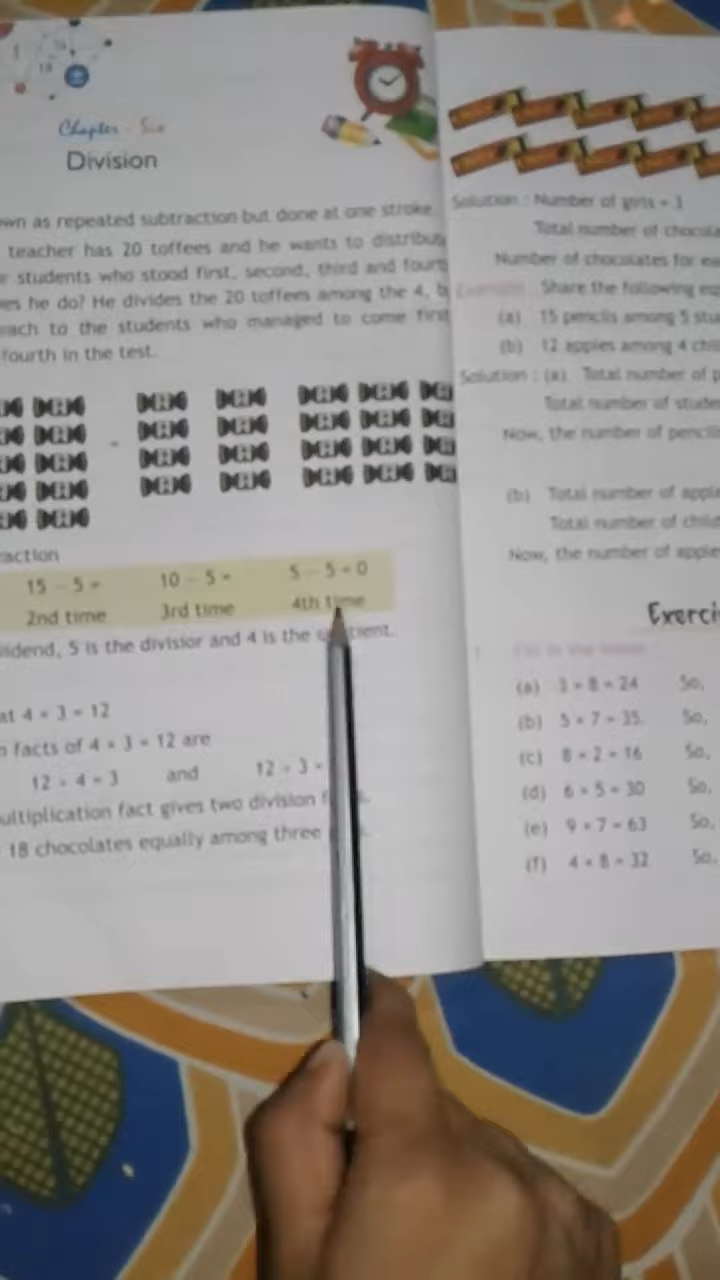 Chapter - Six
Division
own as repeated subtraction but done at one stroke
teacher has 20 toffees and he wants to distribut
r students who stood first, second, third and fourt
es he do? He divides the 20 toffees among the 4, b
each to the students who managed to come first
fourth in the test.
action
15 - 5 =
10 - 5 =
5 - 5 = 0
2nd time
3rd time
4th time
vidend, 5 is the divisior and 4 is the
at 4 × 3 = 12
n facts of 4 × 3 = 12 are
12 ÷ 4 = 3 and 12 ÷ 3 =
ultiplication fact gives two division
18 chocolates equally among three
Solution : Number of girls = 3
Total number of chocola
Number of chocolates for ea
Example : Share the following eq
(a) 15 pencils among 5 stu
(b) 12 apples among 4 chil
Solution : (a) Total number of p
Total number of stude
Now, the number of pencils
(b) Total number of apple
Total number of child
Now, the number of apple
Exerci
(a) 3 × 8 = 24 So,
(b) 5 × 7 = 35. So,
(c) 8 × 2 = 16 So,
(d) 6 × 5 = 30 So,
(e) 9 × 7 = 63 So,
(f) 4 × 8 = 32 So,